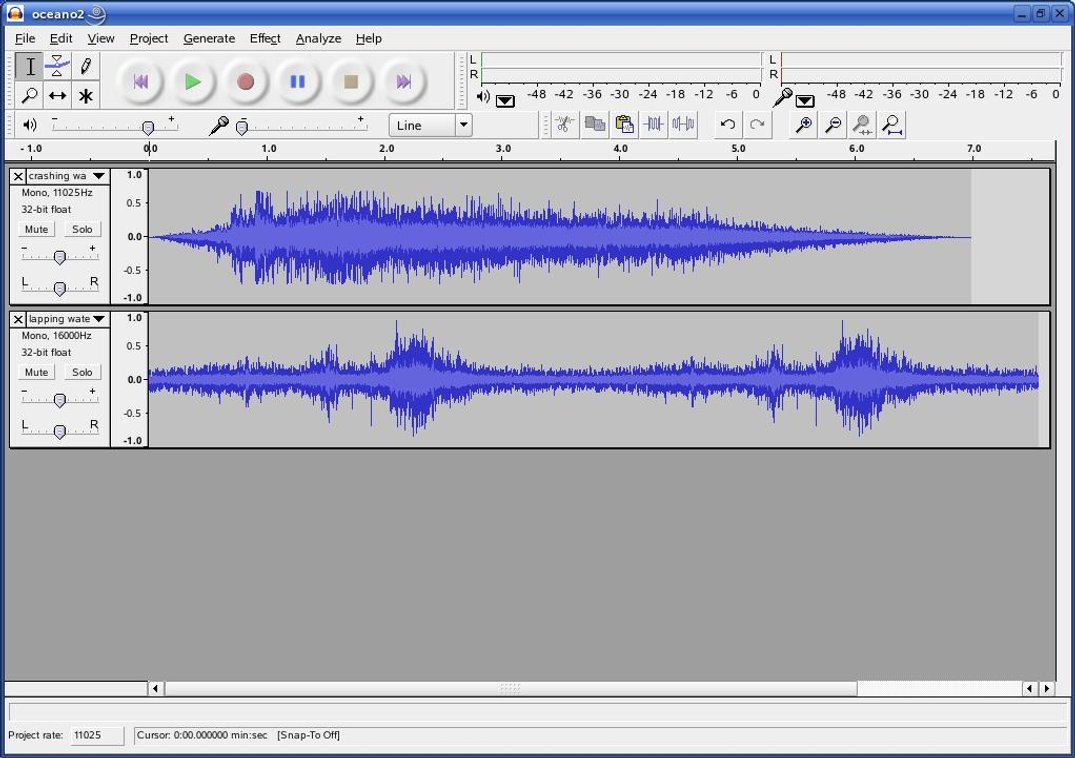 oceano2
File Edit View Project Generate Effect Analyze Help
L
R
-48 -42 -36 -30 -24 -18 -12 -6 0
L
R
-48 -42 -36 -30 -24 -18 -12 -6 0
- + - + Line
- 1.0 0.0 1.0 2.0 3.0 4.0 5.0 6.0 7.0
crashing wa
Mono, 11025Hz
32-bit float
Mute Solo
- +
L R
1.0
0.5
0.0
-0.5
-1.0
lapping wate
Mono, 16000Hz
32-bit float
Mute Solo
- +
L R
1.0
0.5
0.0
-0.5
-1.0
Project rate: 11025 Cursor: 0:00.000000 min:sec [Snap-To Off]